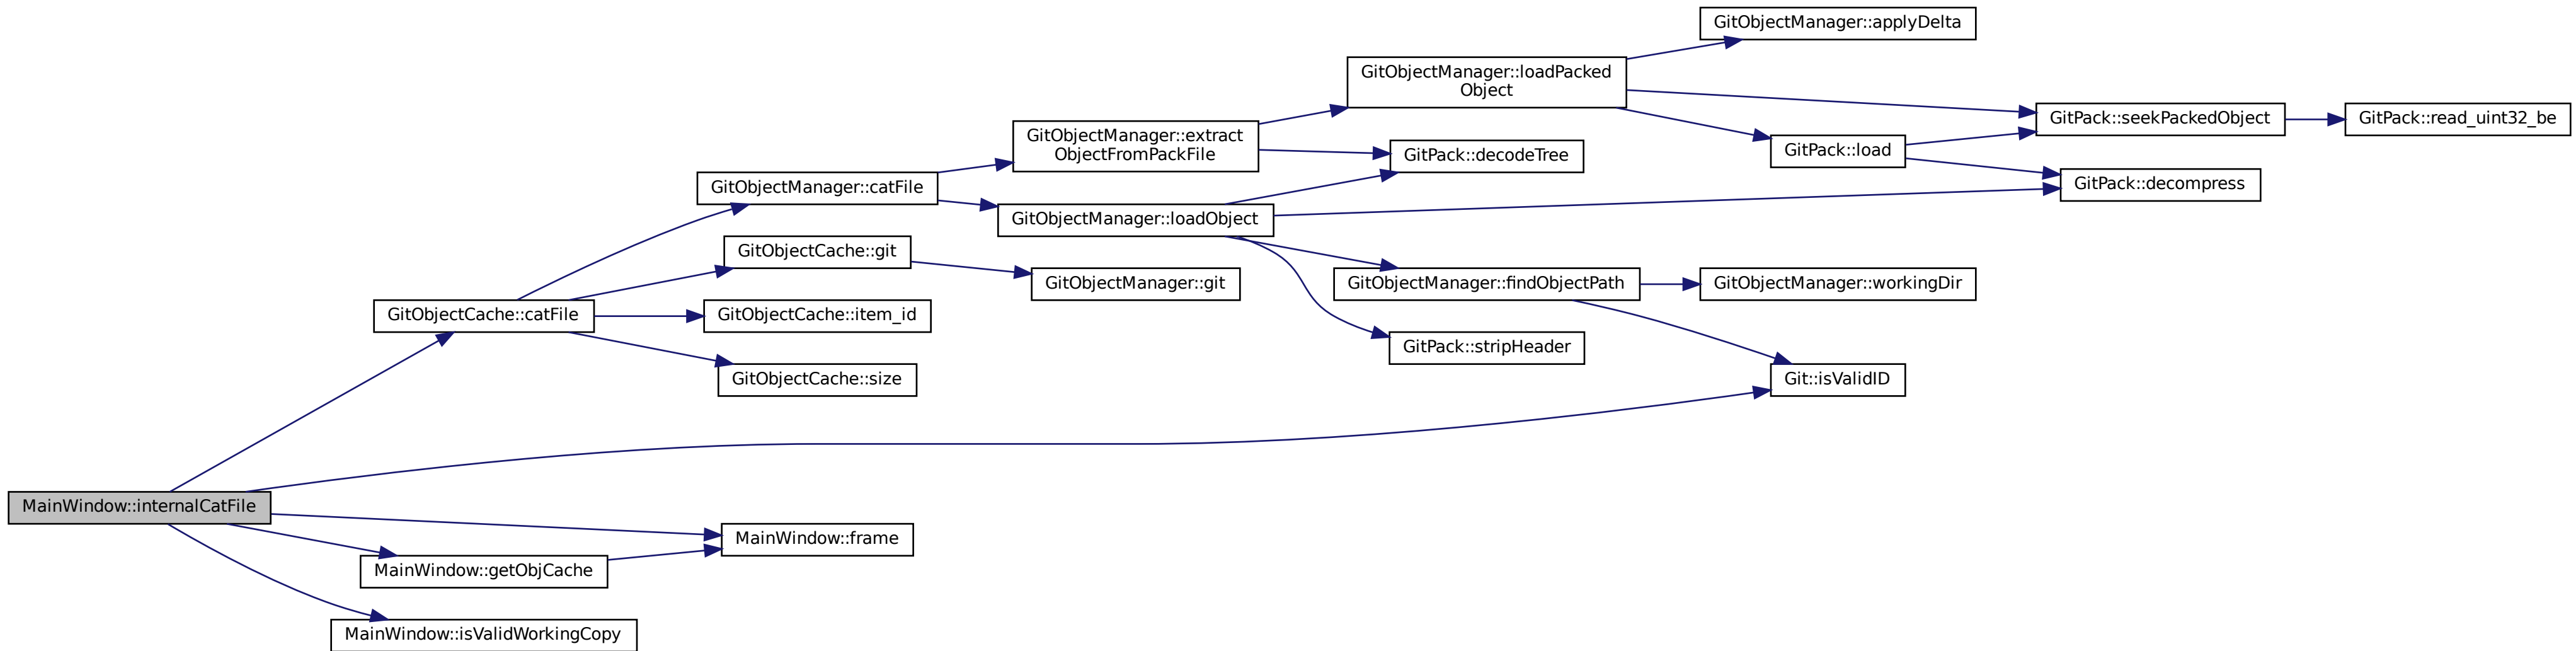 GitObjectManager::applyDelta
GitObjectManager::loadPacked
Object
GitPack::seekPackedObject
GitPack::read_uint32_be
GitObjectManager::extract
ObjectFromPackFile
GitPack::load
GitPack::decodeTree
GitObjectManager::catFile
GitPack::decompress
GitObjectManager::loadObject
GitObjectCache::git
GitObjectManager::git
GitObjectManager::findObjectPath
GitObjectManager::workingDir
GitObjectCache::catFile
GitObjectCache::item_id
GitPack::stripHeader
GitObjectCache::size
Git::isValidID
MainWindow::internalCatFile
MainWindow::frame
MainWindow::getObjCache
MainWindow::isValidWorkingCopy